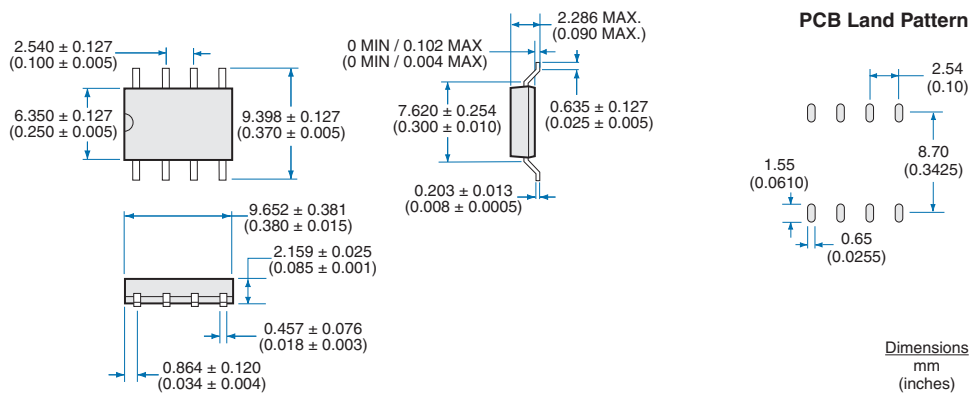 2.540 ± 0.127
(0.100 ± 0.005)
6.350 ± 0.127
(0.250 ± 0.005)
9.398 ± 0.127
(0.370 ± 0.005)
9.652 ± 0.381
(0.380 ± 0.015)
2.159 ± 0.025
(0.085 ± 0.001)
0.457 ± 0.076
(0.018 ± 0.003)
0.864 ± 0.120
(0.034 ± 0.004)
2.286 MAX.
(0.090 MAX.)
0 MIN / 0.102 MAX
(0 MIN / 0.004 MAX)
7.620 ± 0.254
(0.300 ± 0.010)
0.635 ± 0.127
(0.025 ± 0.005)
0.203 ± 0.013
(0.008 ± 0.0005)
PCB Land Pattern
2.54
(0.10)
8.70
(0.3425)
1.55
(0.0610)
0.65
(0.0255)
Dimensions
mm
(inches)